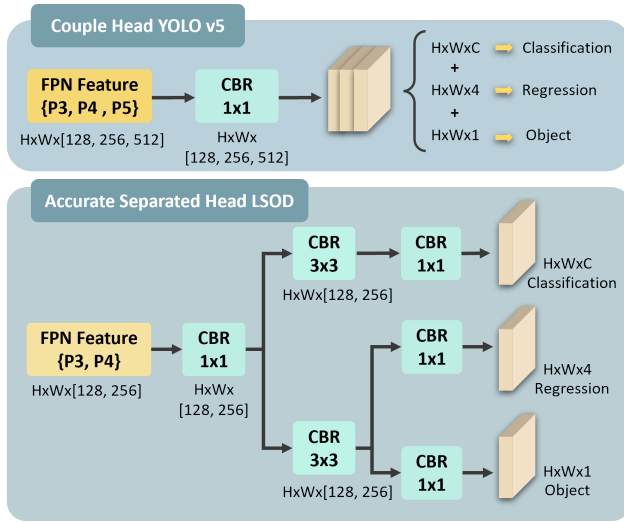 Couple Head YOLO v5
FPN Feature
{P3, P4 , P5}
HxWx[128, 256, 512]
CBR
1x1
HxWx
[128, 256, 512]
HxWxC
Classification
+
HxWx4
Regression
+
HxWx1
Object
Accurate Separated Head LSOD
FPN Feature
{P3, P4}
HxWx[128, 256]
CBR
1x1
HxWx
[128, 256]
CBR
3x3
HxWx[128, 256]
CBR
1x1
HxWxC
Classification
CBR
1x1
HxWx4
Regression
CBR
3x3
HxWx[128, 256]
CBR
1x1
HxWx1
Object